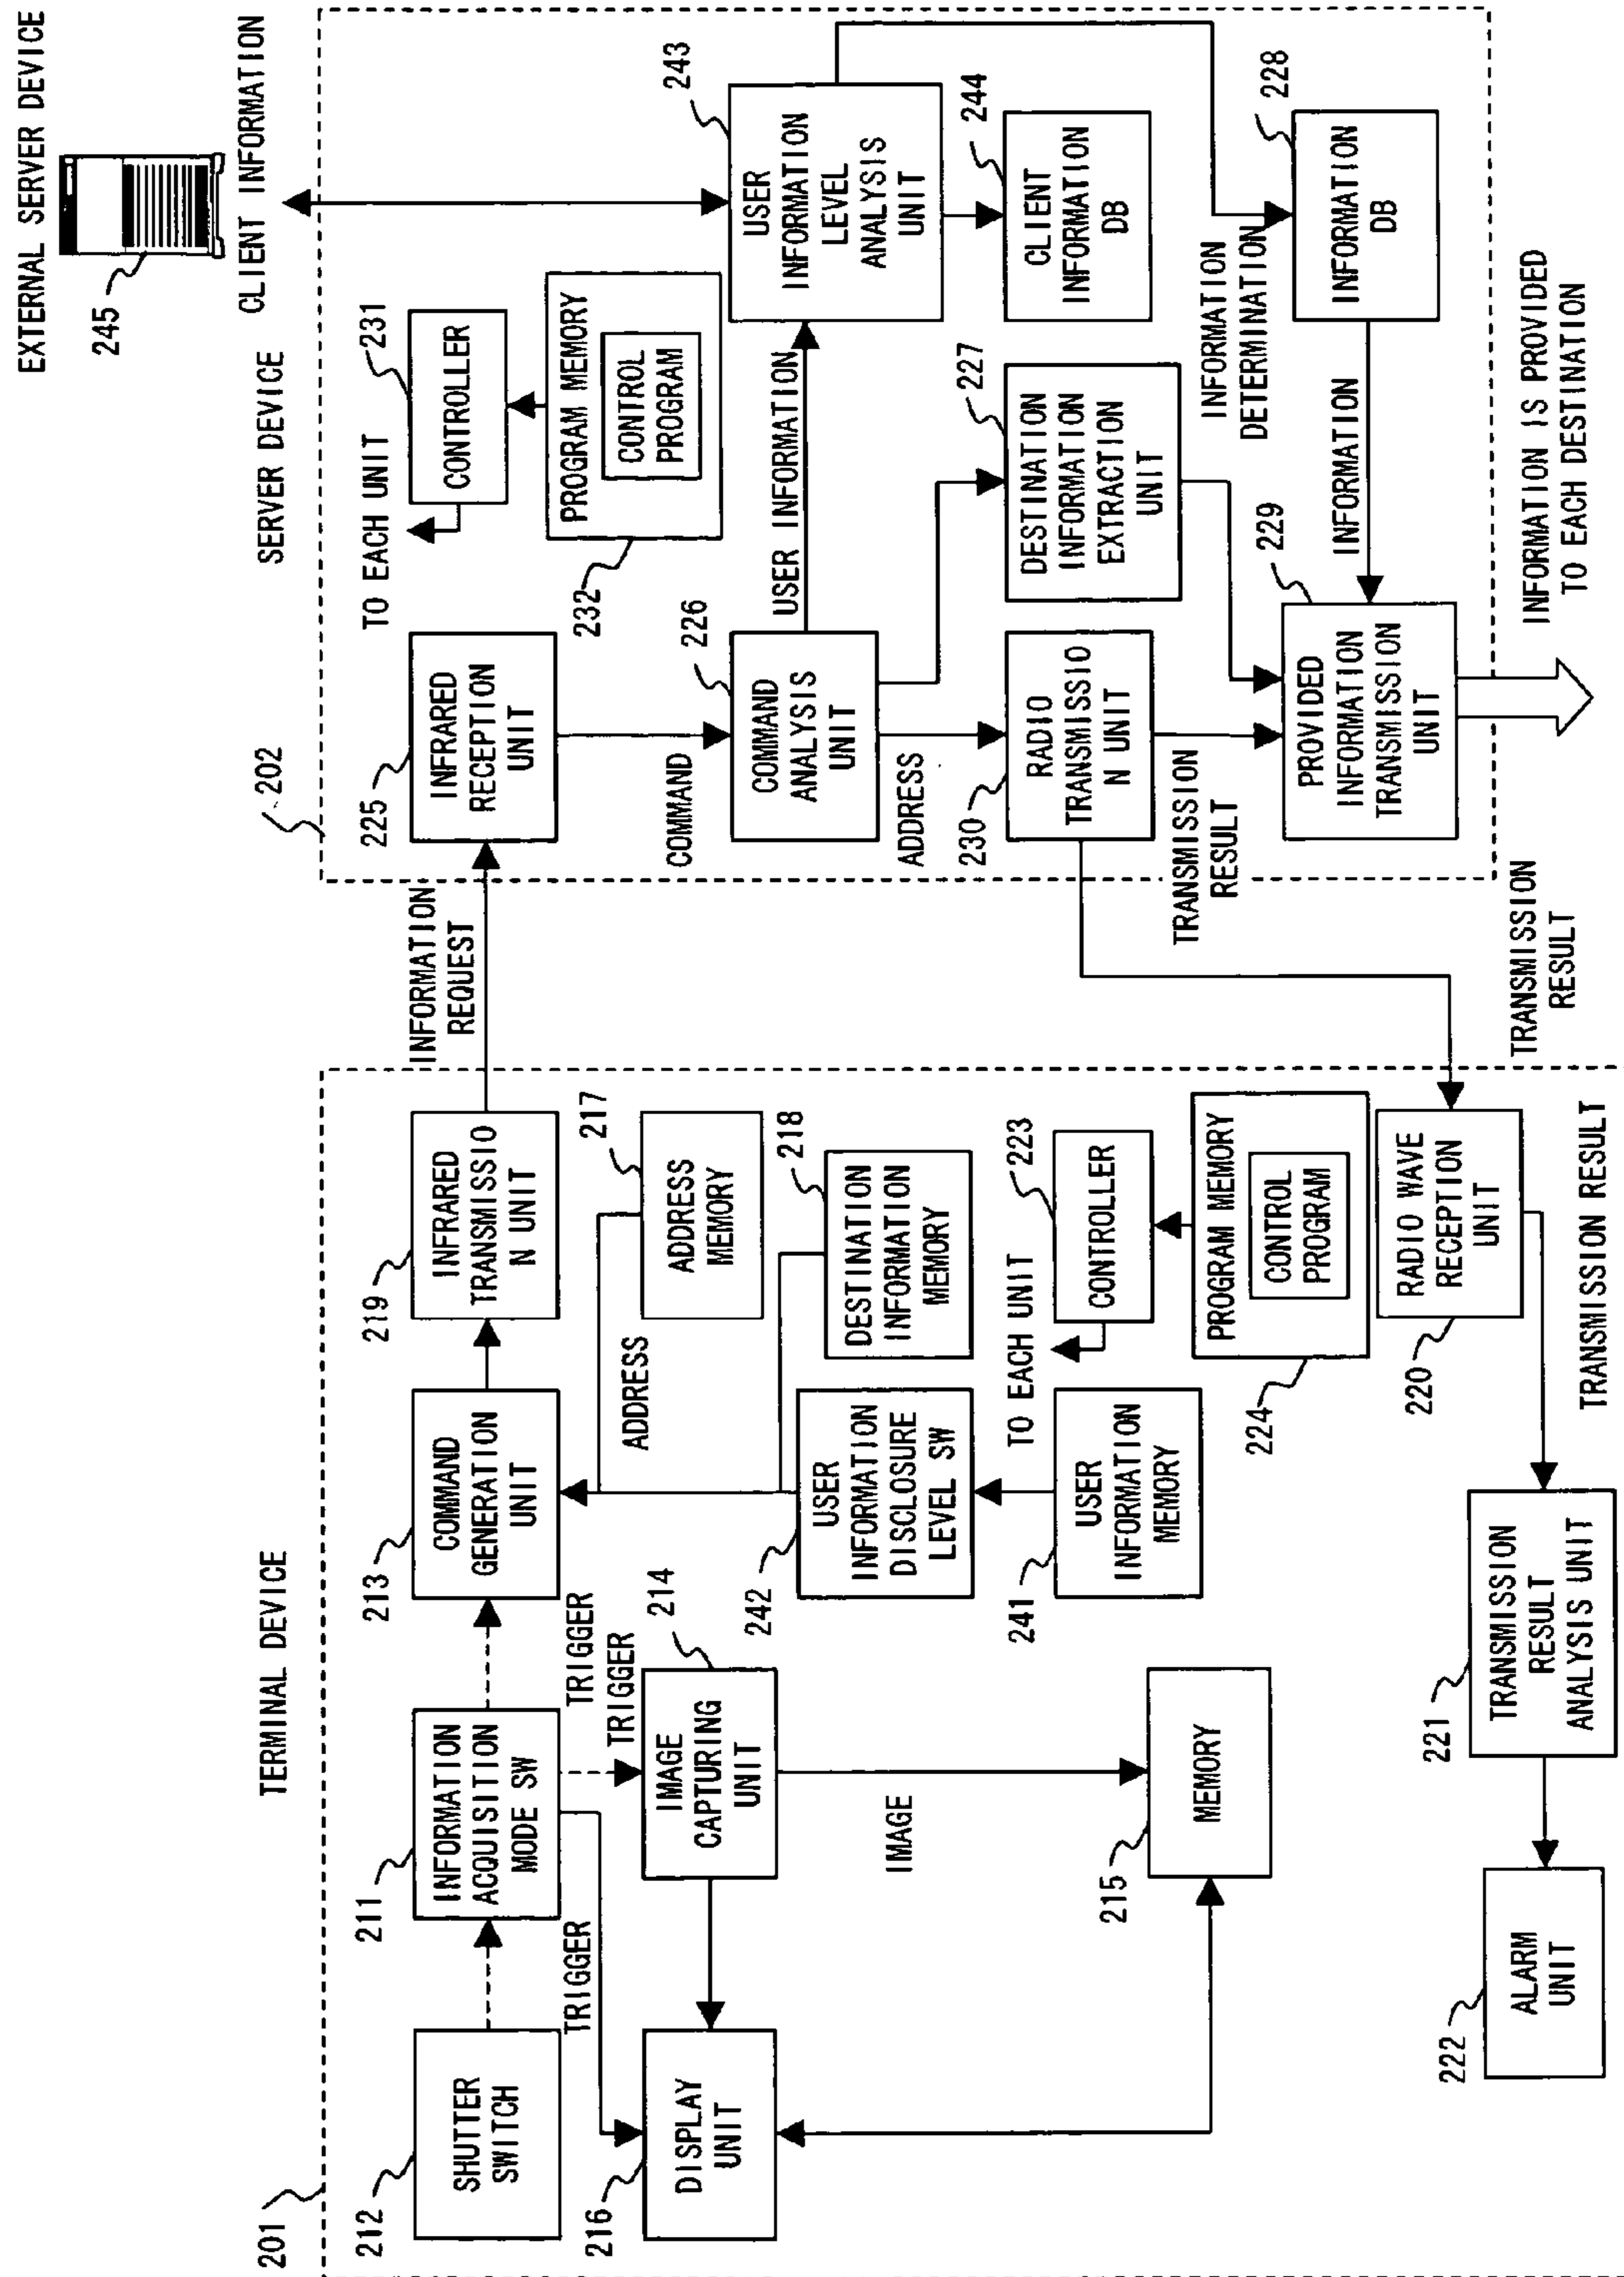 EXTERNAL SERVER DEVICE
245
CLIENT INFORMATION
TERMINAL DEVICE
SERVER DEVICE
201
202
212
SHUTTER
SWITCH
211
INFORMATION
ACQUISITION
MODE SW
213
COMMAND
GENERATION
UNIT
219
INFRARED
TRANSMISSIO
N UNIT
INFORMATION
REQUEST
225
INFRARED
RECEPTION
UNIT
TO EACH UNIT
231
CONTROLLER
232
PROGRAM MEMORY
CONTROL
PROGRAM
TRIGGER
TRIGGER
TRIGGER
216
DISPLAY
UNIT
214
IMAGE
CAPTURING
UNIT
IMAGE
215
MEMORY
ADDRESS
217
ADDRESS
MEMORY
218
DESTINATION
INFORMATION
MEMORY
242
USER
INFORMATION
DISCLOSURE
LEVEL SW
241
USER
INFORMATION
MEMORY
TO EACH UNIT
223
CONTROLLER
224
PROGRAM MEMORY
CONTROL
PROGRAM
220
RADIO WAVE
RECEPTION
UNIT
TRANSMISSION RESULT
221
TRANSMISSION
RESULT
ANALYSIS UNIT
222
ALARM
UNIT
COMMAND
226
COMMAND
ANALYSIS
UNIT
USER INFORMATION
243
USER
INFORMATION
LEVEL
ANALYSIS
UNIT
244
CLIENT
INFORMATION
DB
ADDRESS
230
RADIO
TRANSMISSIO
N UNIT
227
DESTINATION
INFORMATION
EXTRACTION
UNIT
INFORMATION
DETERMINATION
228
INFORMATION
DB
TRANSMISSION
RESULT
229
PROVIDED
INFORMATION
TRANSMISSION
UNIT
INFORMATION
TRANSMISSION
RESULT
INFORMATION IS PROVIDED
TO EACH DESTINATION